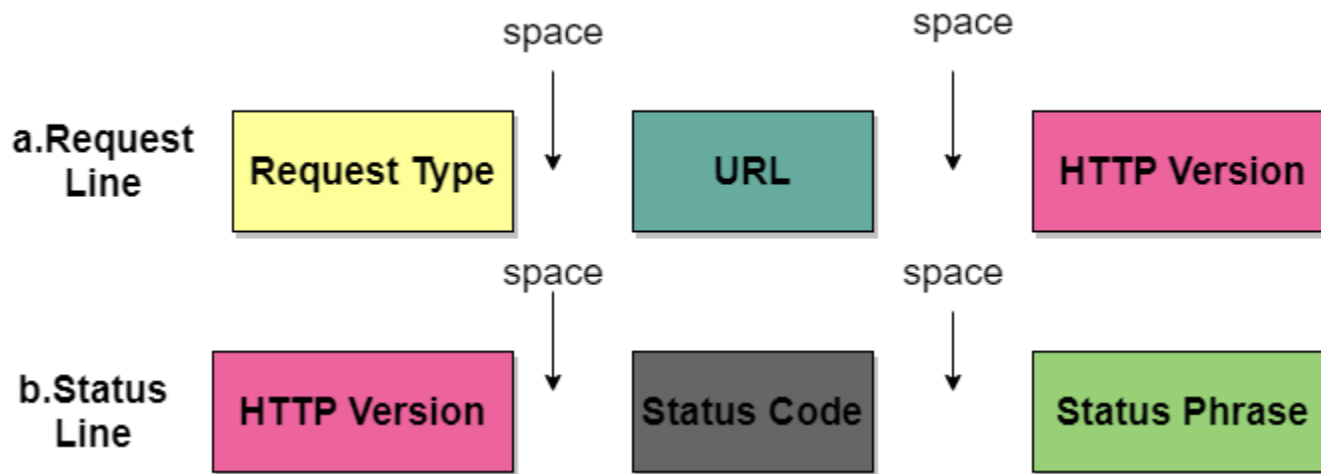 space space
a.Request
Line
Request Type URL HTTP Version
space space
b.Status
Line
HTTP Version Status Code Status Phrase